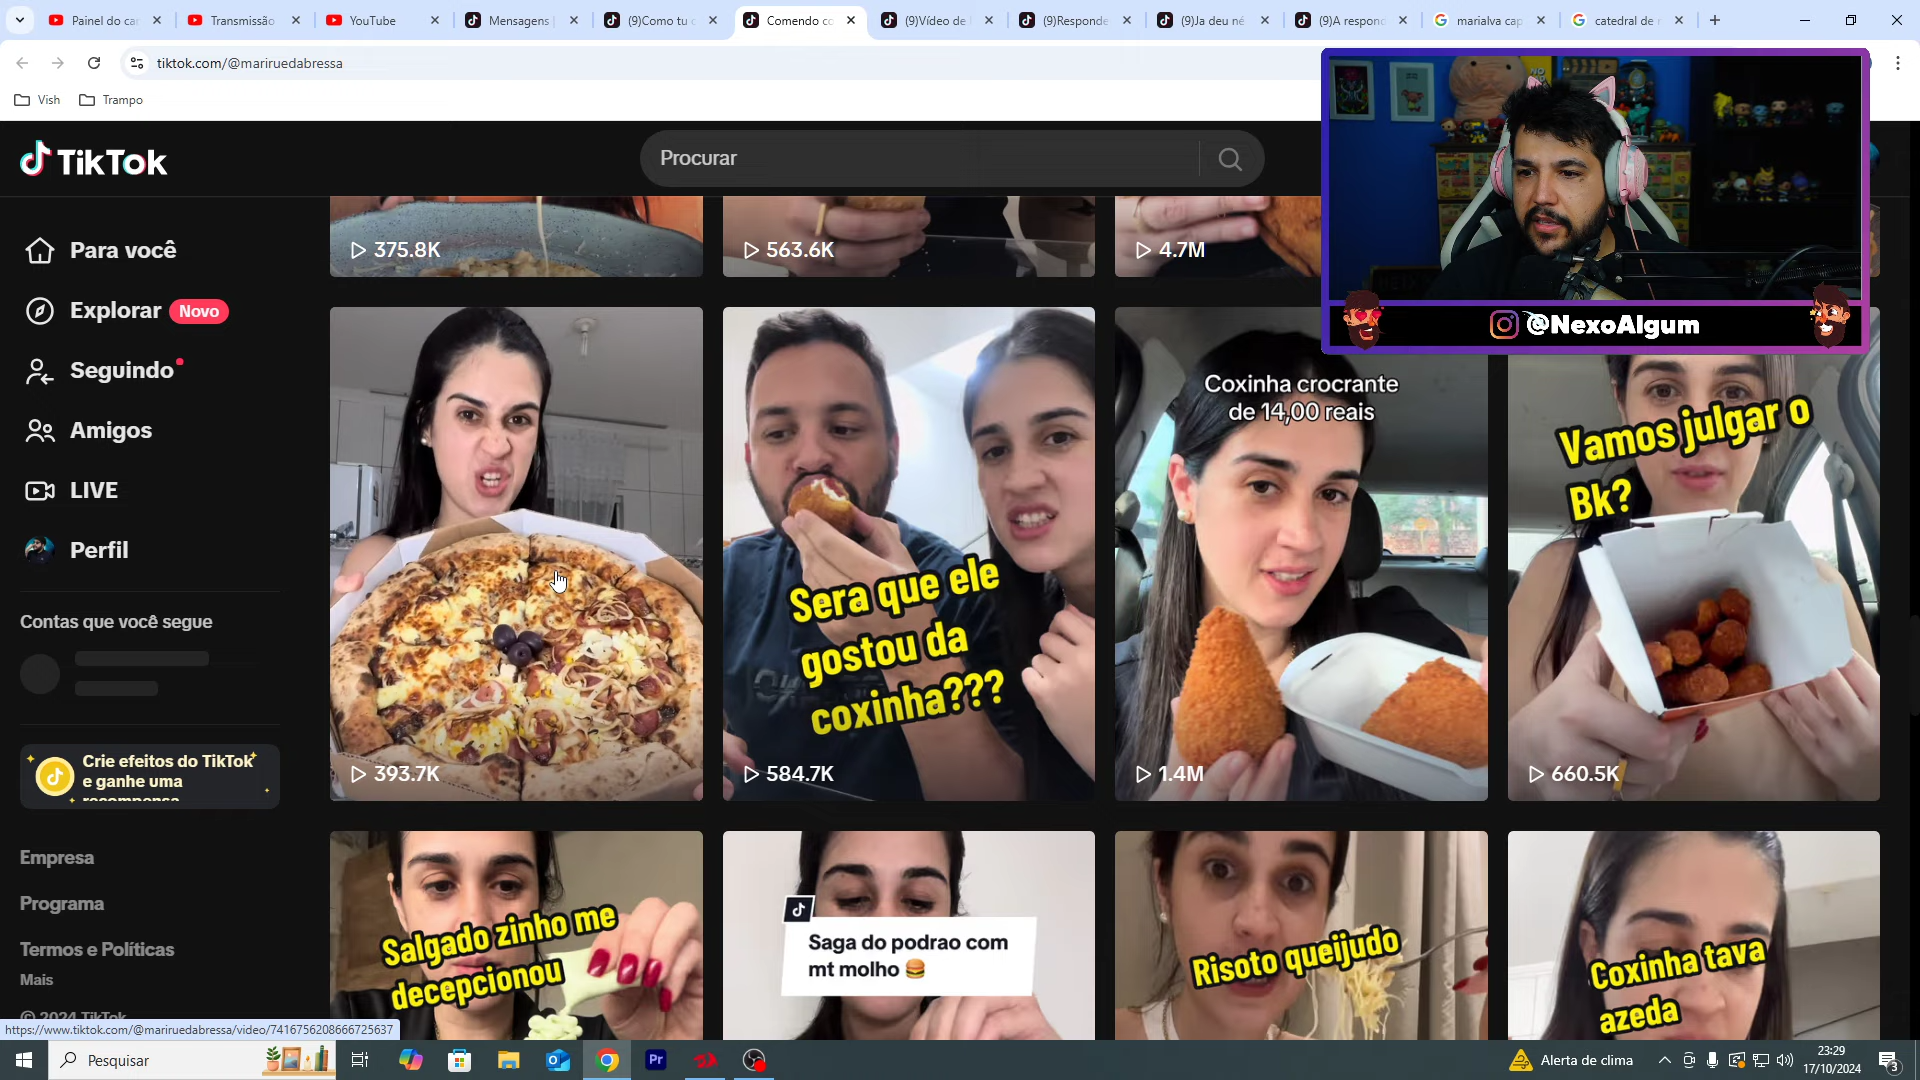 Painel do car
Transmissão
YouTube
Mensagens |
(9)Como tu c
Comendo co
(9)Vídeo de
(9)Responde
(9)Ja deu né
(9)A respon
marialva cap
catedral de
tiktok.com/@mariruedabressa
Vish
Trampo
TikTok
Procurar
@NexoAlgum
Para você
Explorar
Novo
Seguindo
Amigos
LIVE
Perfil
Contas que você segue
Crie efeitos do TikTok
e ganhe uma
recompensa
Empresa
Programa
Termos e Políticas
Mais
© 2024 TikTok
375.8K
563.6K
4.7M
393.7K
Sera que ele
gostou da
coxinha???
584.7K
Coxinha crocrante
de 14,00 reais
1.4M
Vamos julgar o
Bk?
660.5K
Salgado zinho me
decepcionou
Saga do podrao com
mt molho 🍔
Risoto queijudo
Coxinha tava
azeda
https://www.tiktok.com/@mariruedabressa/video/7416756208666725637
Pesquisar
Pr
Alerta de clima
23:29
17/10/2024
3